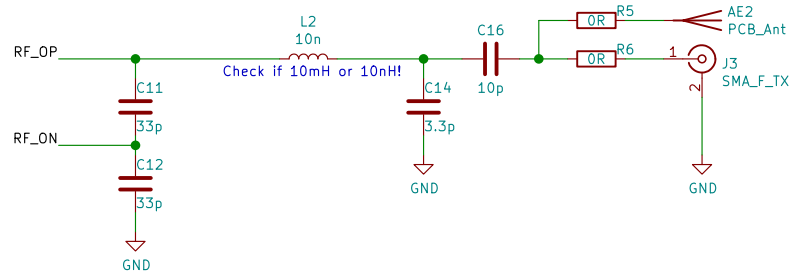 R5
0R
AE2
PCB_Ant
L2
10n
C16
RF_OP
R6
0R
1
J3
SMA_F_TX
2
Check if 10mH or 10nH!
10p
C11
33p
C14
3.3p
RF_ON
C12
33p
GND
GND
GND